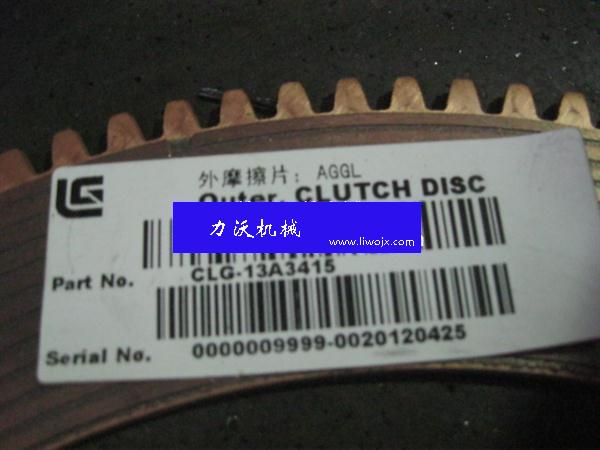 外摩擦片: AGGL
Outer, CLUTCH DISC
力沃机械
www.liwojx.com
Part No.
CLG-13A3415
Serial No.
0000009999-0020120425